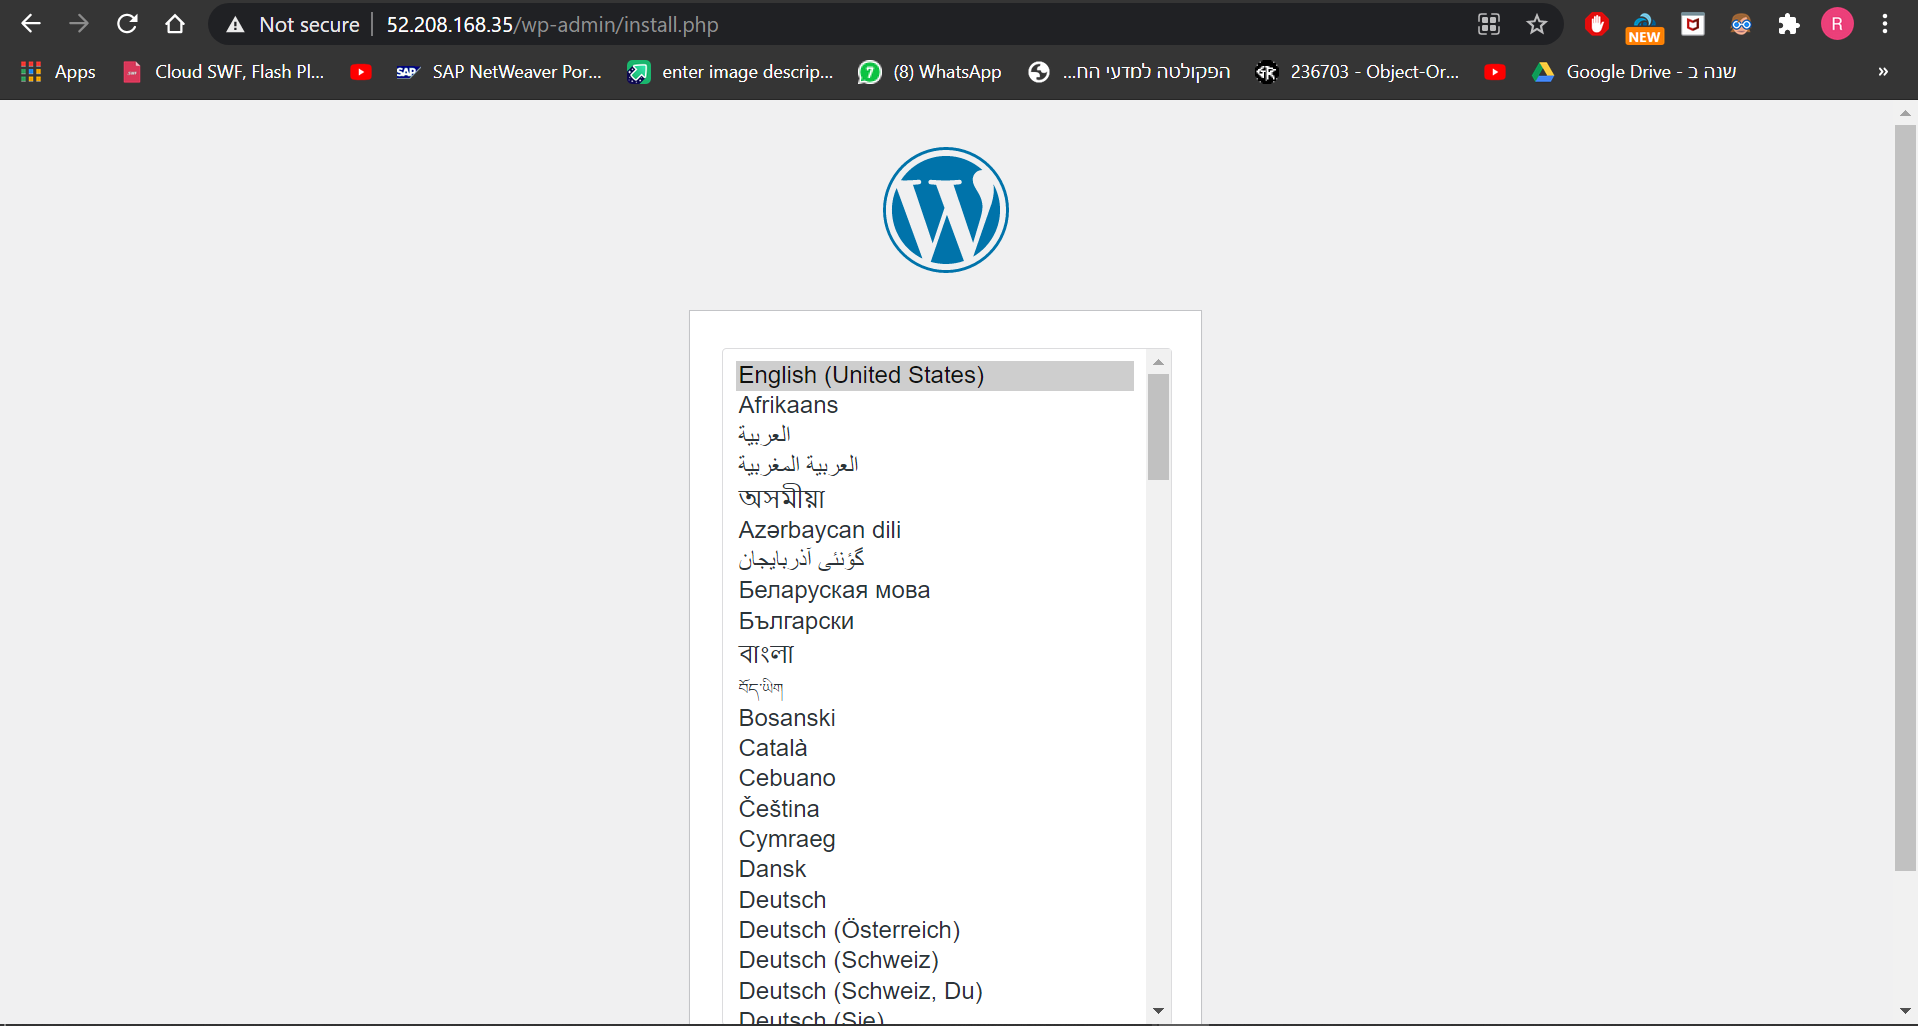 Not secure 52.208.168.35/wp-admin/install.php
NEW
R
Apps
Cloud SWF, Flash Pl...
SAP
SAP NetWeaver Por...
enter image descrip...
7
(8) WhatsApp
הפקולטה למדעי הח...
236703 - Object-Or...
Google Drive - שנה ב
»
W
English (United States)
Afrikaans
العربية
العربية المغربية
অসমীয়া
Azərbaycan dili
گؤنئی آذربایجان
Беларуская мова
Български
বাংলা
བོད་ཡིག
Bosanski
Català
Cebuano
Čeština
Cymraeg
Dansk
Deutsch
Deutsch (Österreich)
Deutsch (Schweiz)
Deutsch (Schweiz, Du)
Deutsch (Sie)